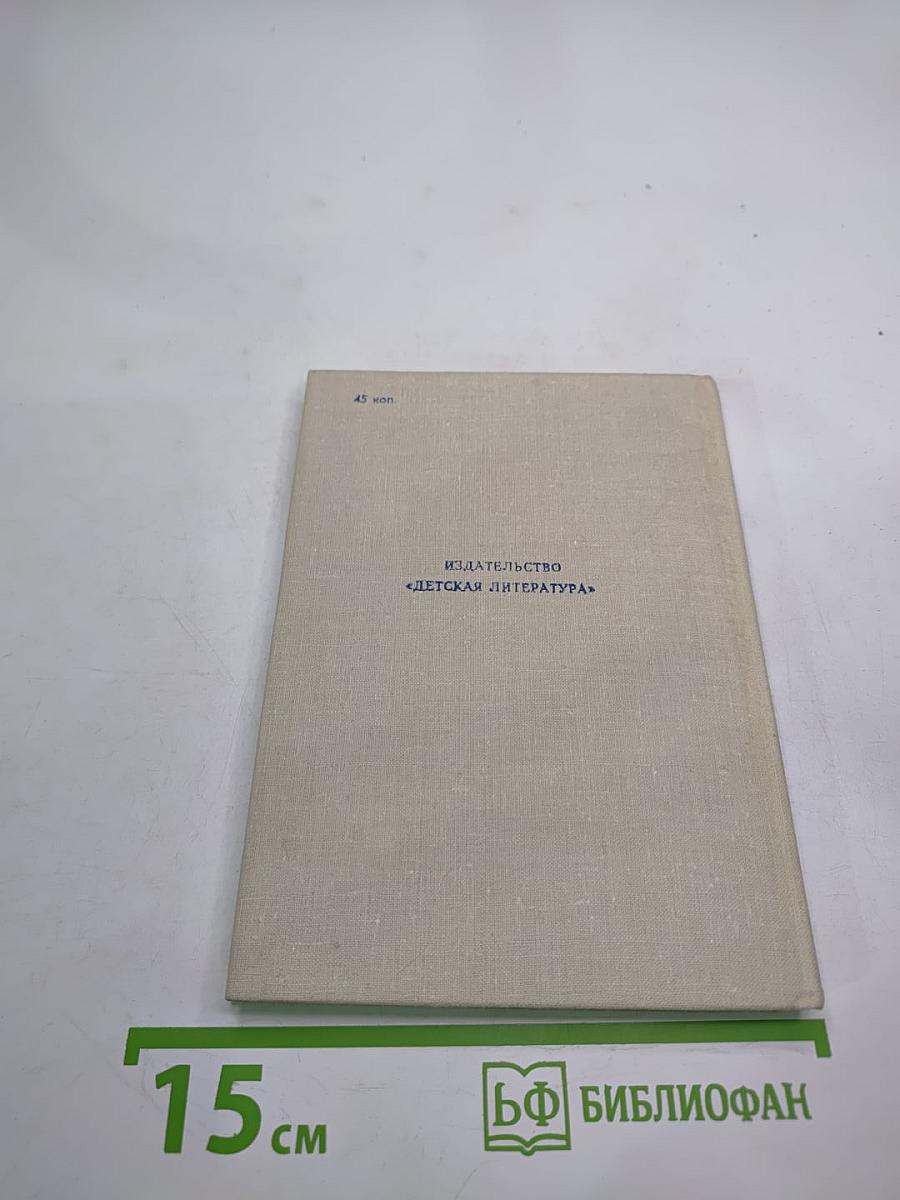 45 коп.
ИЗДАТЕЛЬСТВО
«ДЕТСКАЯ ЛИТЕРАТУРА»
15 см
БФ БИБЛИОФАН